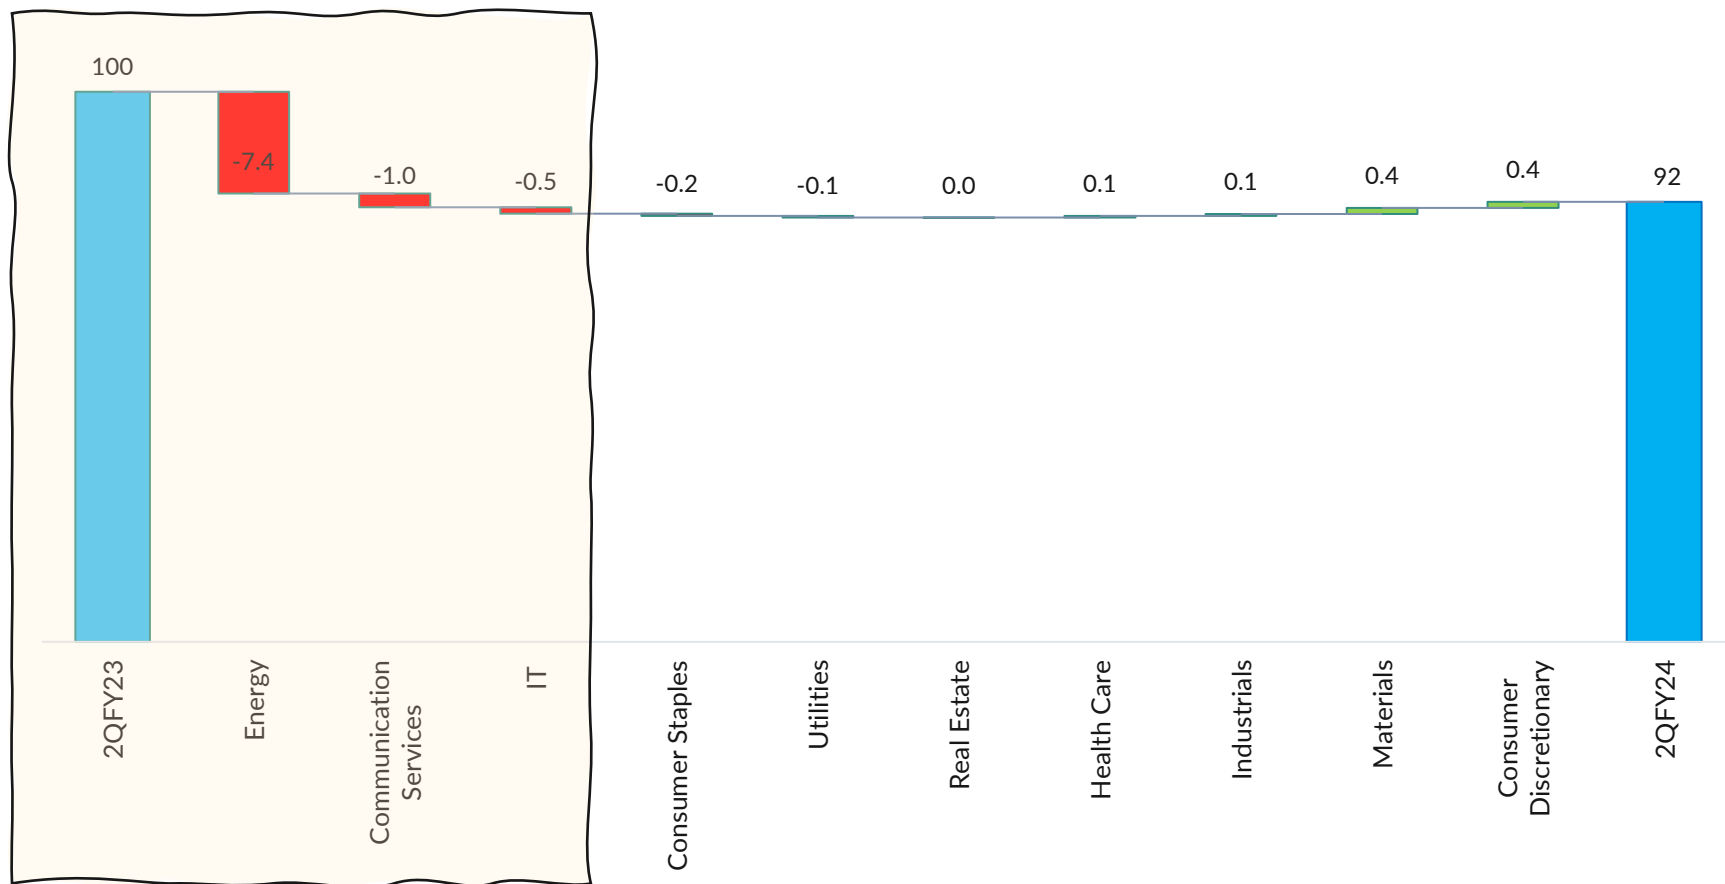 100
-7.4
-1.0
-0.5
-0.2
-0.1
0.0
0.1
0.1
0.4
0.4
92
2QFY23
Energy
Communication
Services
IT
Consumer Staples
Utilities
Real Estate
Health Care
Industrials
Materials
Consumer
Discretionary
2QFY24